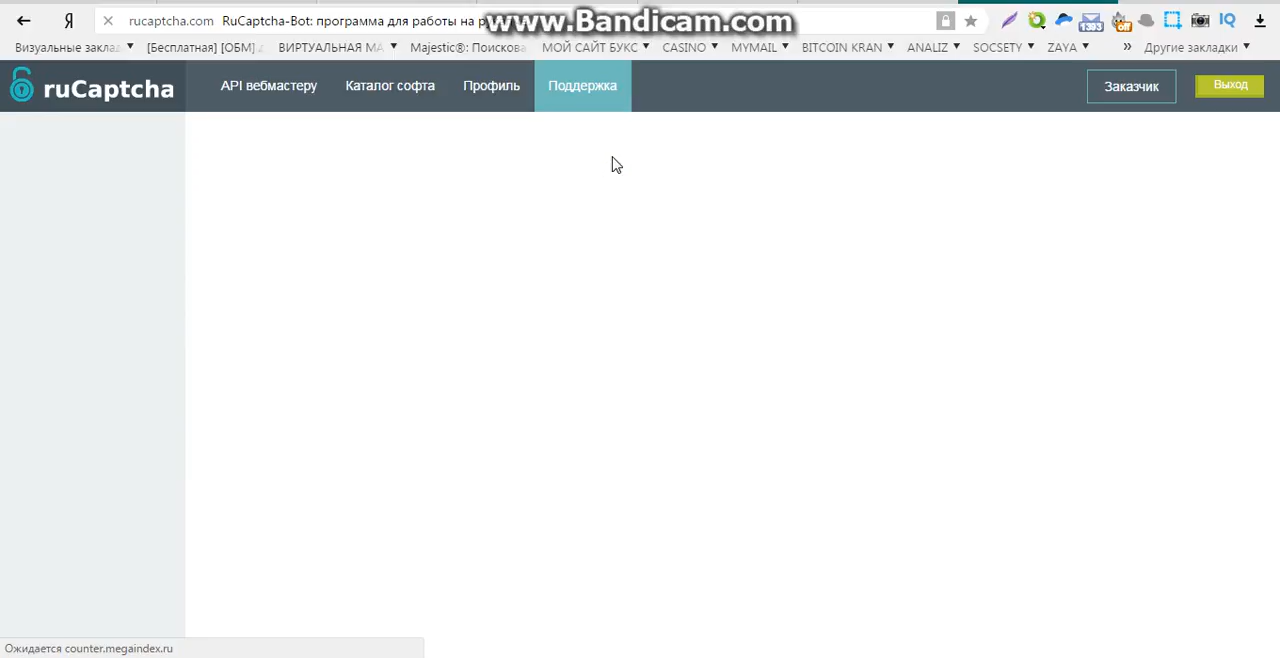 www.Bandicam.com
Я rucaptcha.com RuCaptcha-Bot: программа для работы на
Визуальные заклад [Бесплатная] [ОБМ] ВИРТУАЛЬНАЯ МА Majestic®: Поискова МОЙ САЙТ БУКС CASINO MYMAIL BITCOIN KRAN ANALIZ SOCSETY ZAYA » Другие закладки
ruCaptcha API вебмастеру Каталог софта Профиль Поддержка Заказчик Выход
Ожидается counter.megaindex.ru